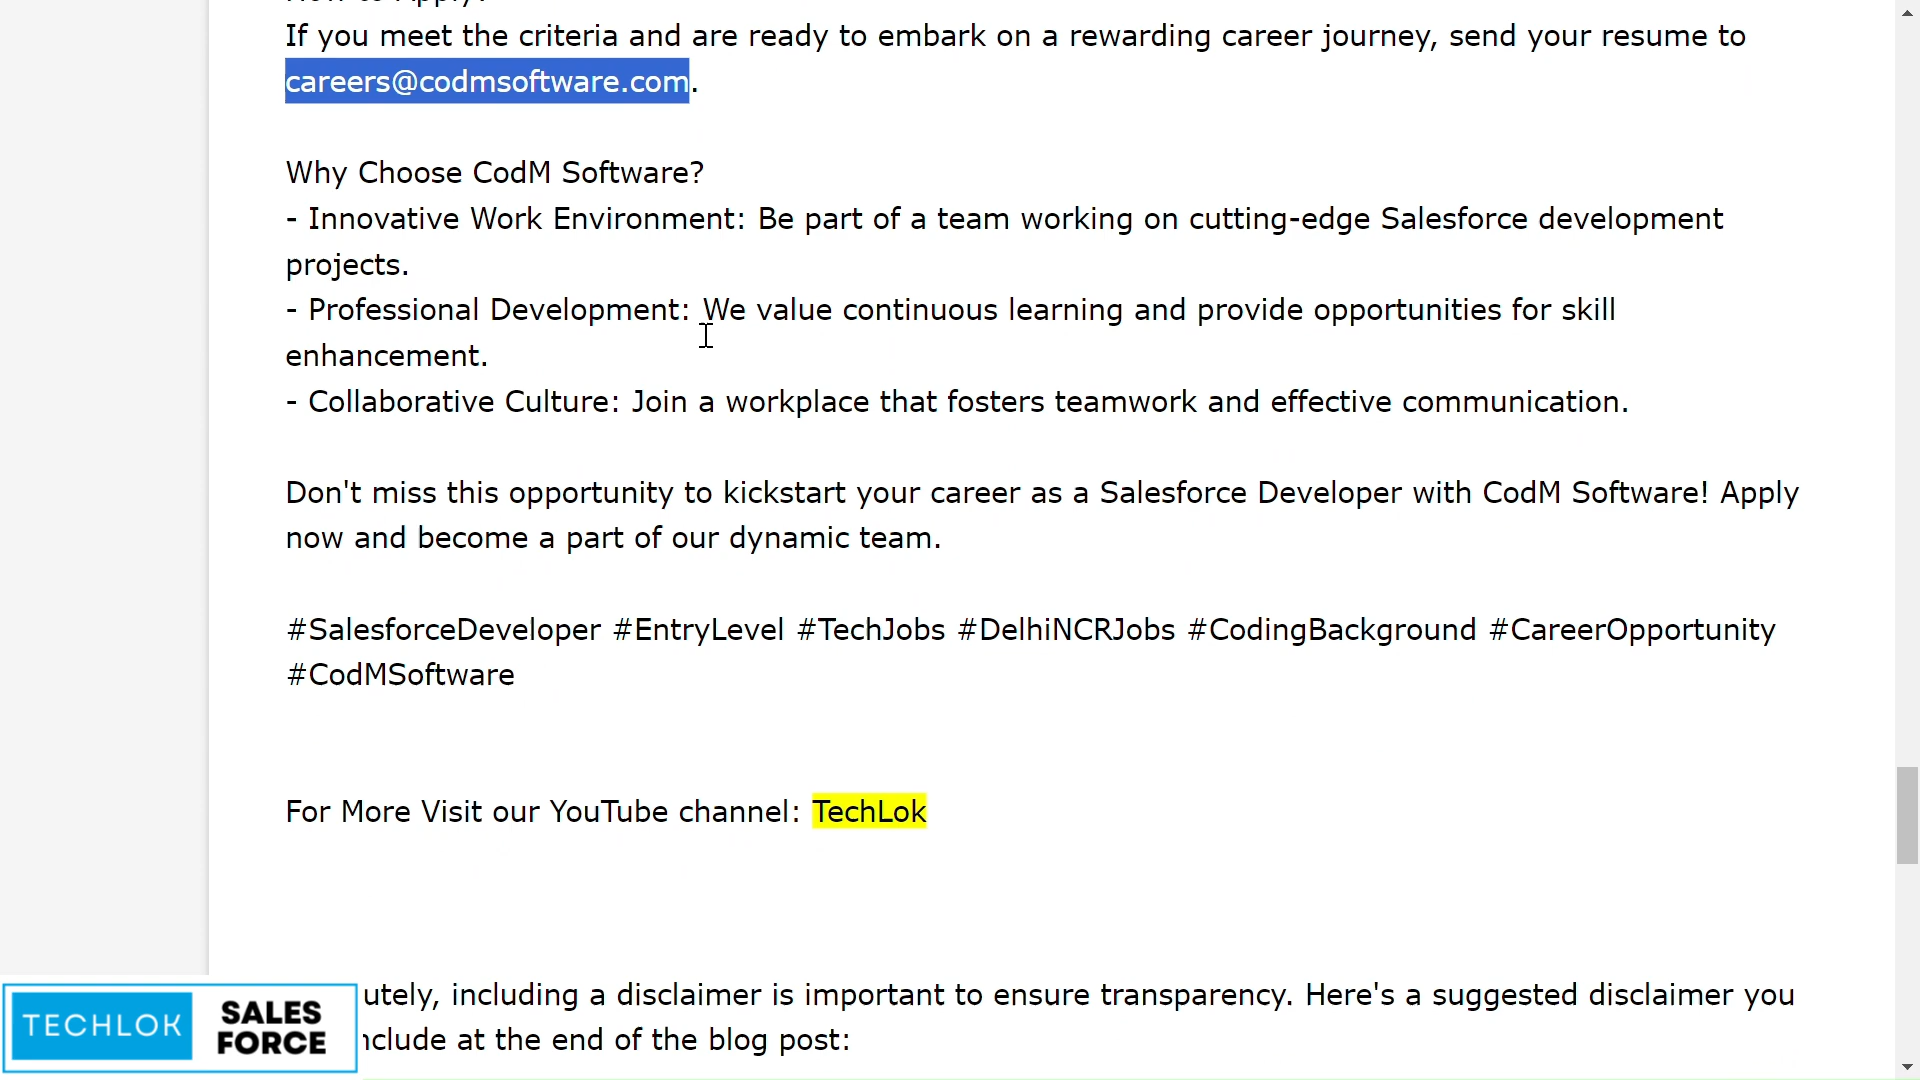 If you meet the criteria and are ready to embark on a rewarding career journey, send your resume to
careers@codmsoftware.com.
Why Choose CodM Software?
- Innovative Work Environment: Be part of a team working on cutting-edge Salesforce development
projects.
- Professional Development: We value continuous learning and provide opportunities for skill
enhancement.
- Collaborative Culture: Join a workplace that fosters teamwork and effective communication.
Don't miss this opportunity to kickstart your career as a Salesforce Developer with CodM Software! Apply
now and become a part of our dynamic team.
#SalesforceDeveloper #EntryLevel #TechJobs #DelhiNCRJobs #CodingBackground #CareerOpportunity
#CodMSoftware
For More Visit our YouTube channel: TechLok
utely, including a disclaimer is important to ensure transparency. Here's a suggested disclaimer you
nclude at the end of the blog post:
TECHLOK
SALES
FORCE